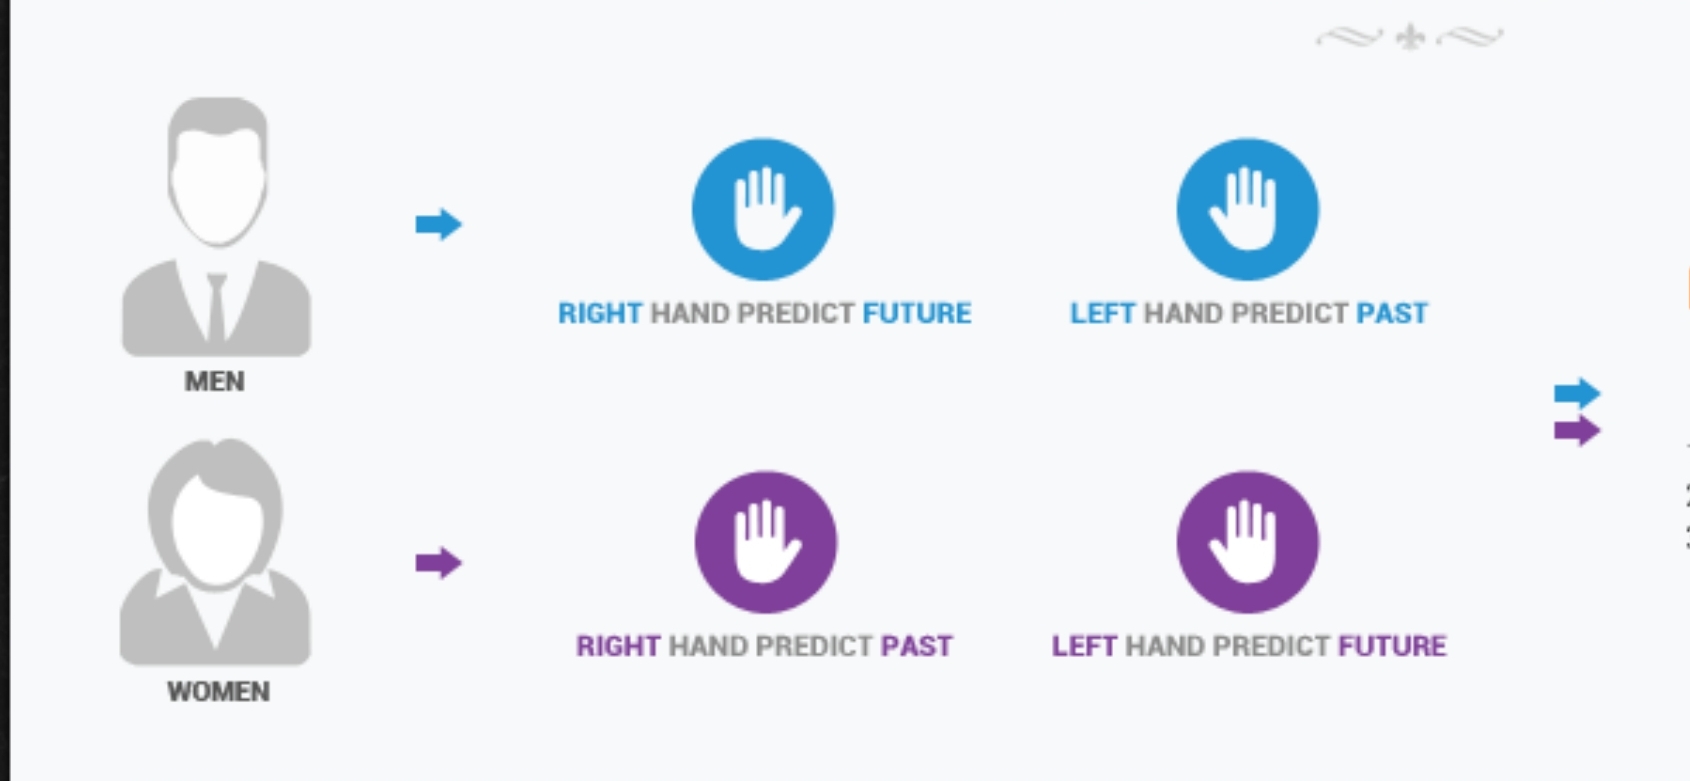 RIGHT HAND PREDICT FUTURE
LEFT HAND PREDICT PAST
MEN
RIGHT HAND PREDICT PAST
LEFT HAND PREDICT FUTURE
WOMEN